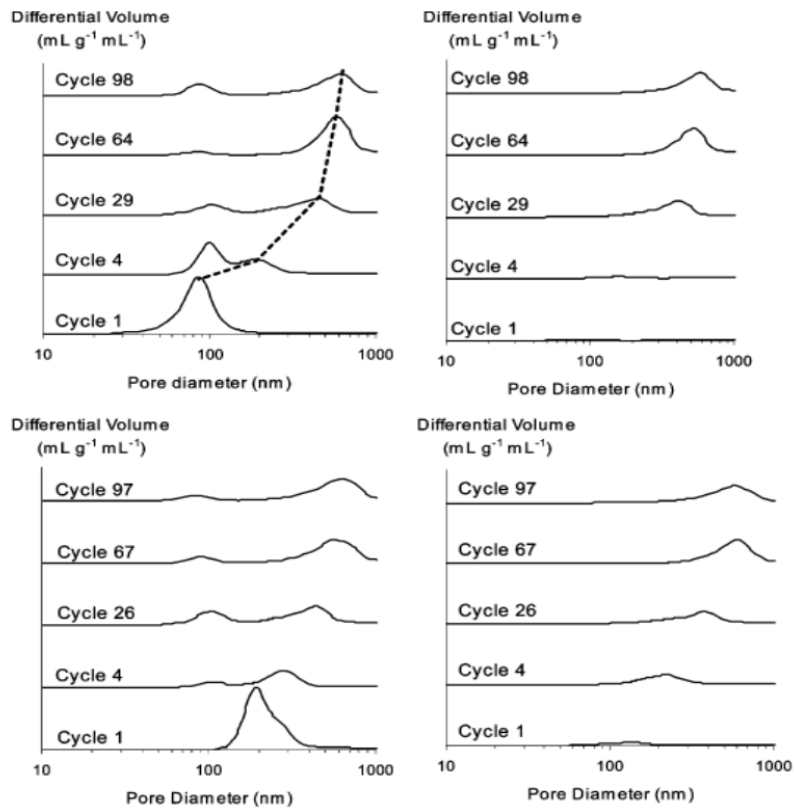 Differential Volume
(mL g⁻¹ mL⁻¹)
Cycle 98
Cycle 64
Cycle 29
Cycle 4
Cycle 1
10 100 1000
Pore diameter (nm)
Differential Volume
(mL g⁻¹ mL⁻¹)
Cycle 98
Cycle 64
Cycle 29
Cycle 4
Cycle 1
10 100 1000
Pore Diameter (nm)
Differential Volume
(mL g⁻¹ mL⁻¹)
Cycle 97
Cycle 67
Cycle 26
Cycle 4
Cycle 1
10 100 1000
Pore Diameter (nm)
Differential Volume
(mL g⁻¹ mL⁻¹)
Cycle 97
Cycle 67
Cycle 26
Cycle 4
Cycle 1
10 100 1000
Pore Diameter (nm)